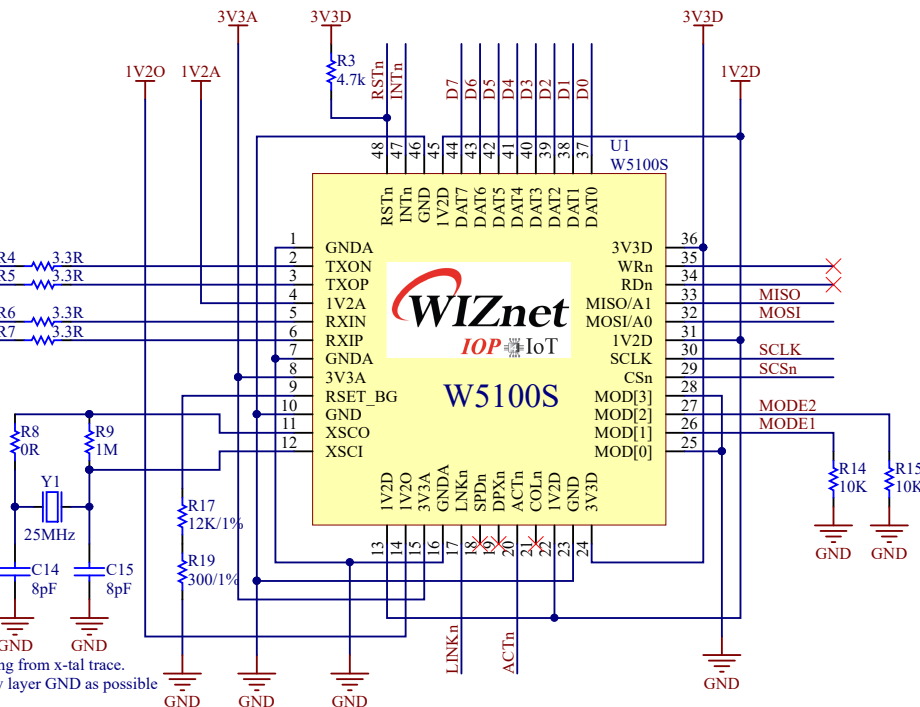 3V3A
3V3D
3V3D
1V2O
1V2A
1V2D
R3
4.7k
RSTn
INTn
D7
D6
D5
D4
D3
D2
D1
D0
U1
W5100S
48
47
46
45
44
43
42
41
40
39
38
37
RSTn
INTn
GND
1V2D
DAT7
DAT6
DAT5
DAT4
DAT3
DAT2
DAT1
DAT0
1 GNDA
2 TXON
3 TXOP
4 1V2A
5 RXIN
6 RXIP
7 GNDA
8 3V3A
9 RSET_BG
10 GND
11 XSCO
12 XSCI
3V3D 36
WRn 35
RDn 34
MISO/A1 33 MISO
MOSI/A0 32 MOSI
1V2D 31
SCLK 30 SCLK
CSn 29 SCSn
MOD[3] 28
MOD[2] 27 MODE2
MOD[1] 26 MODE1
MOD[0] 25
WIZnet
IOP IoT
W5100S
R4 3.3R
R5 3.3R
R6 3.3R
R7 3.3R
R8
0R
R9
1M
Y1
25MHz
C14
8pF
C15
8pF
R17
12K/1%
R19
300/1%
R14
10K
R15
10K
1V2D
1V2O
3V3A
GNDA
LNKn
SPDn
DPXn
ACTn
COLn
1V2D
GND
3V3D
13
14
15
16
17
18
19
20
21
22
23
24
LINKn
ACTn
GND
GND
GND
GND
GND
GND
GND
GND
ng from x-tal trace.
layer GND as possible